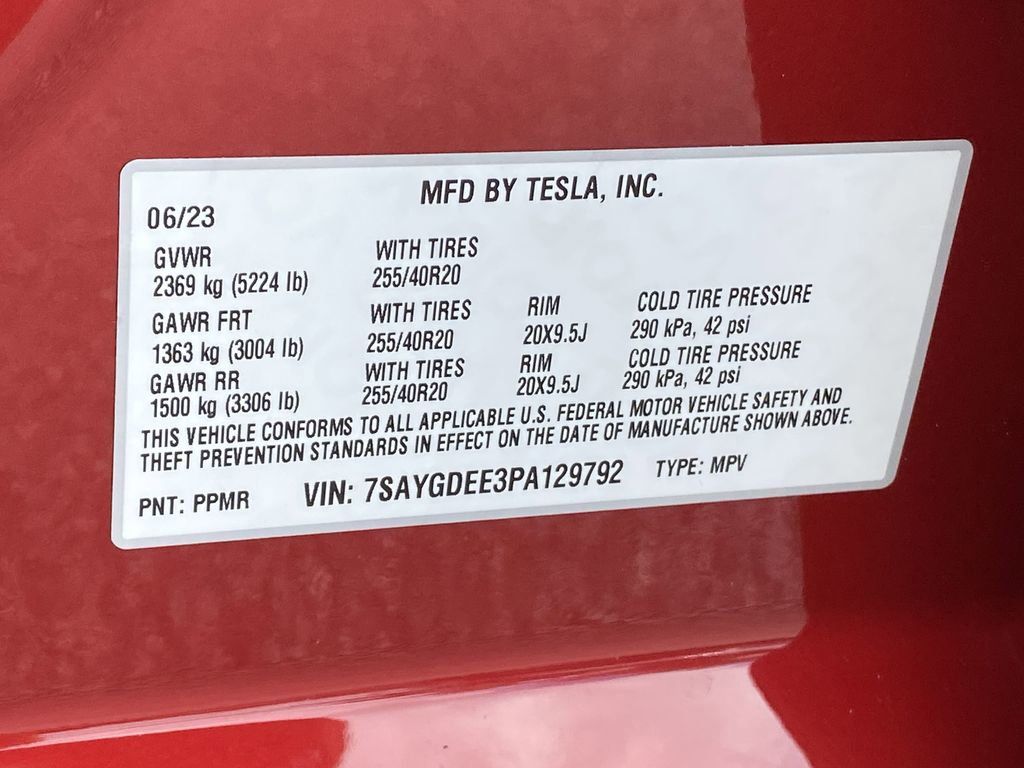 MFD BY TESLA, INC.
06/23
GVWR WITH TIRES
2369 kg (5224 lb) 255/40R20
GAWR FRT WITH TIRES RIM COLD TIRE PRESSURE
1363 kg (3004 lb) 255/40R20 20X9.5J 290 kPa, 42 psi
GAWR RR WITH TIRES RIM COLD TIRE PRESSURE
1500 kg (3306 lb) 255/40R20 20X9.5J 290 kPa, 42 psi
THIS VEHICLE CONFORMS TO ALL APPLICABLE U.S. FEDERAL MOTOR VEHICLE SAFETY AND
THEFT PREVENTION STANDARDS IN EFFECT ON THE DATE OF MANUFACTURE SHOWN ABOVE.
PNT: PPMR VIN: 7SAYGDEE3PA129792 TYPE: MPV